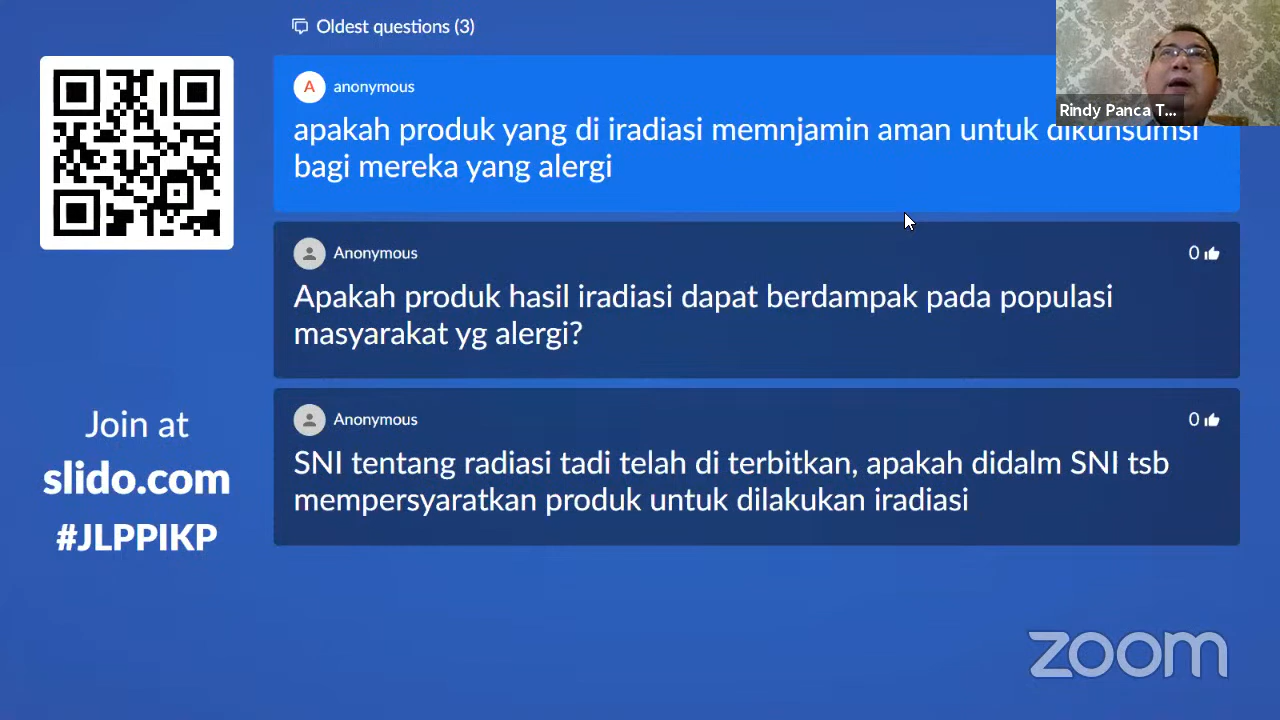 Oldest questions (3)
A anonymous
apakah produk yang di iradiasi memnjamin aman untuk dikunsumsi
bagi mereka yang alergi
Rindy Panca T...
Anonymous
0
Apakah produk hasil iradiasi dapat berdampak pada populasi
masyarakat yg alergi?
Anonymous
0
SNI tentang radiasi tadi telah di terbitkan, apakah didalm SNI tsb
mempersyaratkan produk untuk dilakukan iradiasi
Join at
slido.com
#JLPPIKP
zoom